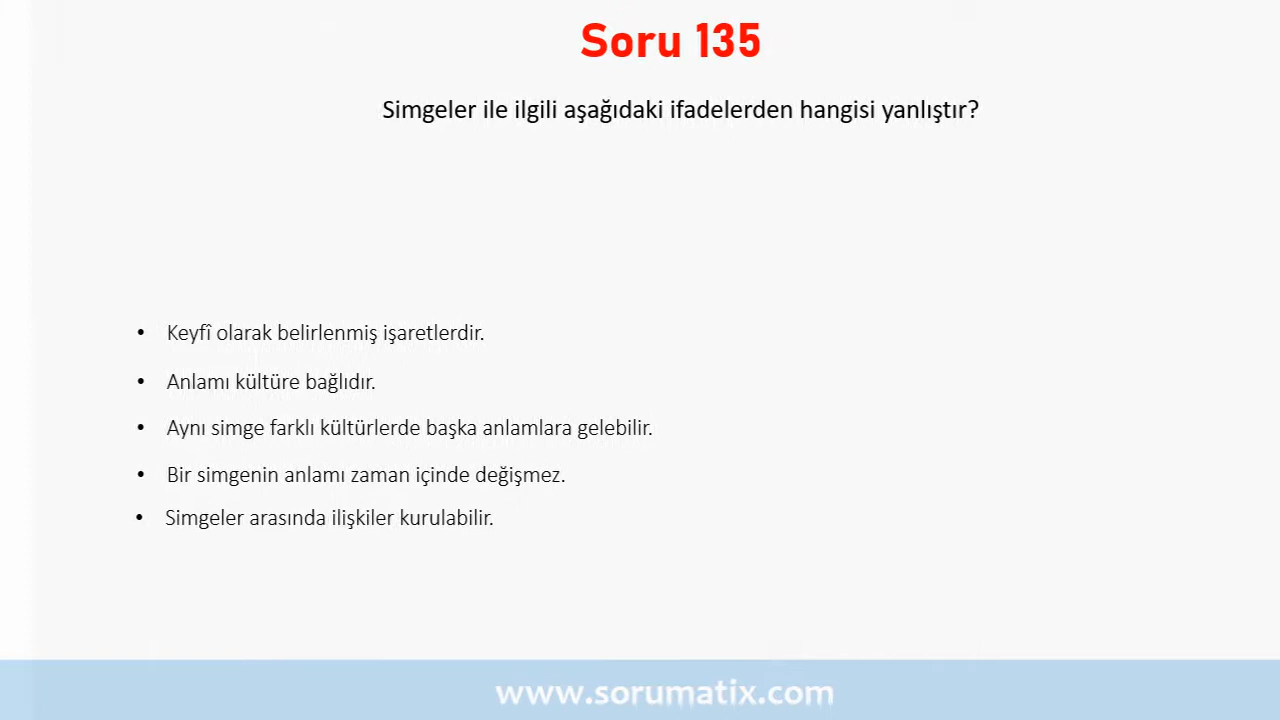 Soru 135
Simgeler ile ilgili aşağıdaki ifadelerden hangisi yanlıştır?
• Keyfî olarak belirlenmiş işaretlerdir.
• Anlamı kültüre bağlıdır.
• Aynı simge farklı kültürlerde başka anlamlara gelebilir.
• Bir simgenin anlamı zaman içinde değişmez.
• Simgeler arasında ilişkiler kurulabilir.
www.sorumatix.com